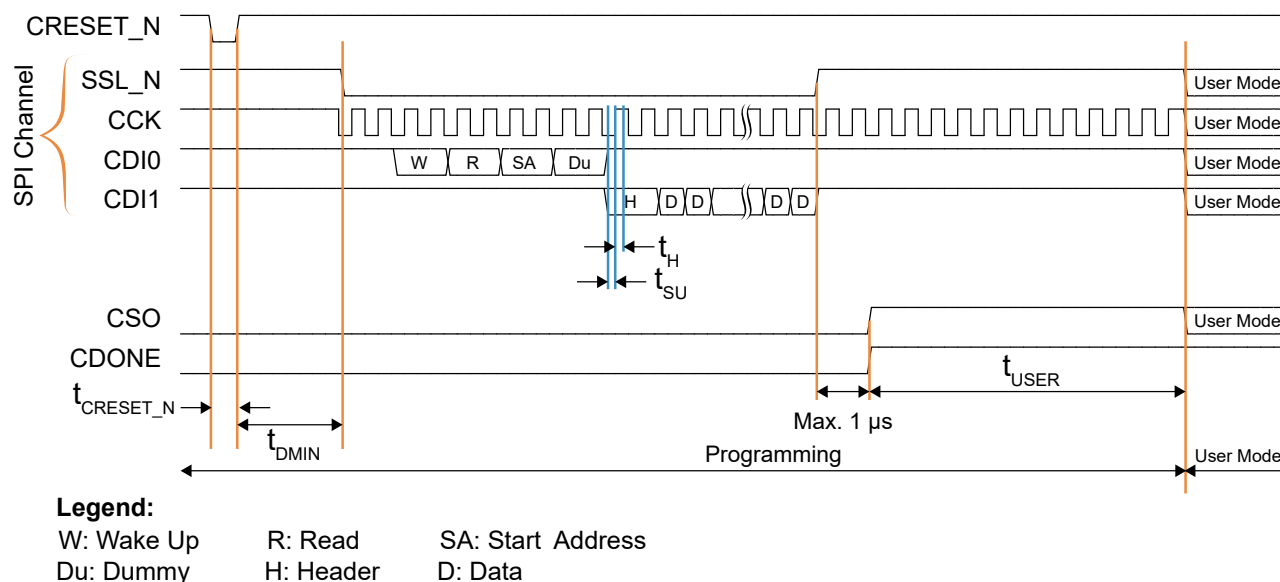 CRESET_N
SPI Channel
SSL_N
User Mode
CCK
User Mode
CDI0
W R SA Du
User Mode
CDI1
H D D D D
User Mode
tH
tSU
CSO
User Mode
CDONE
tUSER
tCRESET_N
Max. 1 µs
tDMIN
Programming
User Mode
Legend:
W: Wake Up R: Read SA: Start Address
Du: Dummy H: Header D: Data